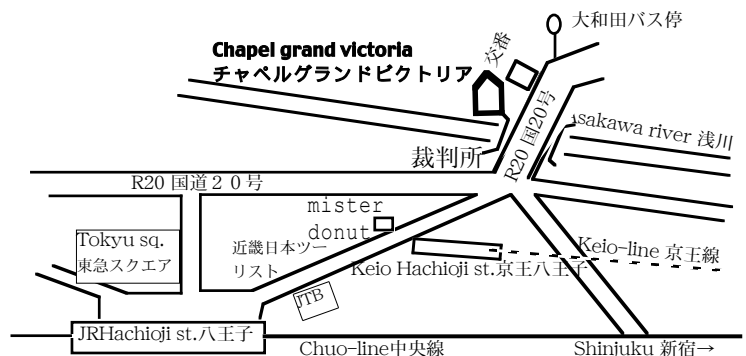 大和田バス停
Chapel grand victoria
チャペルグランドビクトリア
交番
R20 国20号
asakawa river 浅川
裁判所
R20 国道２０号
mister
donut
Tokyu sq.
東急スクエア
近畿日本ツー
リスト
Keio-line 京王線
Keio Hachioji st.京王八王子
JTB
JRHachioji st.八王子
Chuo-line中央線
Shinjuku 新宿→